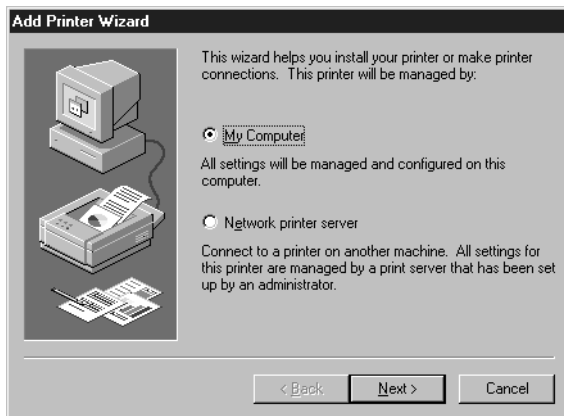 Add Printer Wizard
This wizard helps you install your printer or make printer
connections. This printer will be managed by:
My Computer
All settings will be managed and configured on this
computer.
Network printer server
Connect to a printer on another machine. All settings for
this printer are managed by a print server that has been set
up by an administrator.
< Back
Next >
Cancel